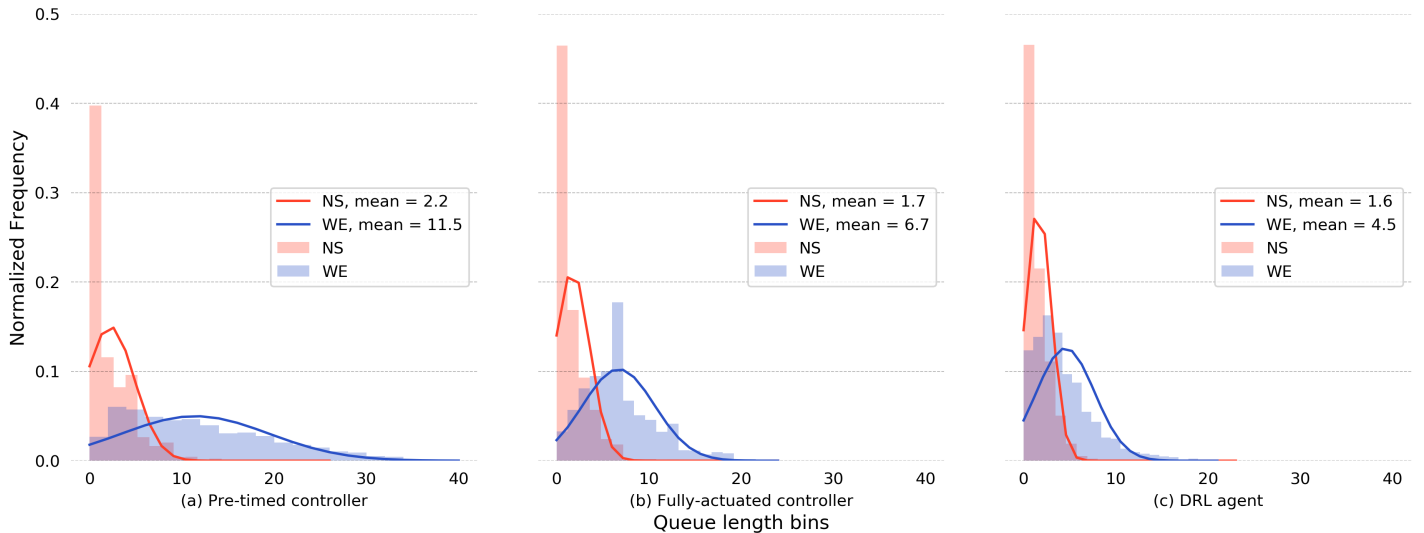 Normalized Frequency
0.5
0.4
0.3
0.2
0.1
0.0
NS, mean = 2.2
WE, mean = 11.5
NS
WE
0 10 20 30 40
(a) Pre-timed controller
NS, mean = 1.7
WE, mean = 6.7
NS
WE
0 10 20 30 40
(b) Fully-actuated controller
NS, mean = 1.6
WE, mean = 4.5
NS
WE
0 10 20 30 40
(c) DRL agent
Queue length bins